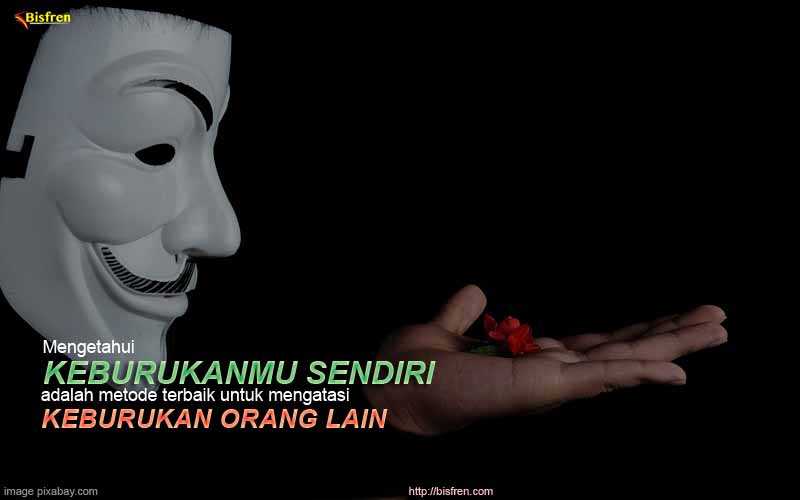 Bisfren
Mengetahui
KEBURUKANMU SENDIRI
adalah metode terbaik untuk mengatasi
KEBURUKAN ORANG LAIN
image pixabay.com
http://bisfren.com